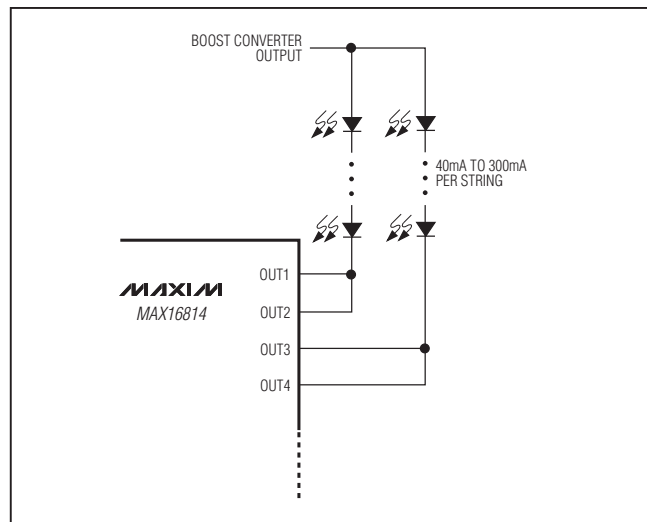 BOOST CONVERTER
OUTPUT
40mA TO 300mA
PER STRING
OUT1
MAXIM
MAX16814
OUT2
OUT3
OUT4